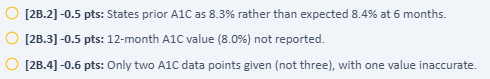 [2B.2] -0.5 pts: States prior A1C as 8.3% rather than expected 8.4% at 6 months.
[2B.3] -0.5 pts: 12-month A1C value (8.0%) not reported.
[2B.4] -0.6 pts: Only two A1C data points given (not three), with one value inaccurate.